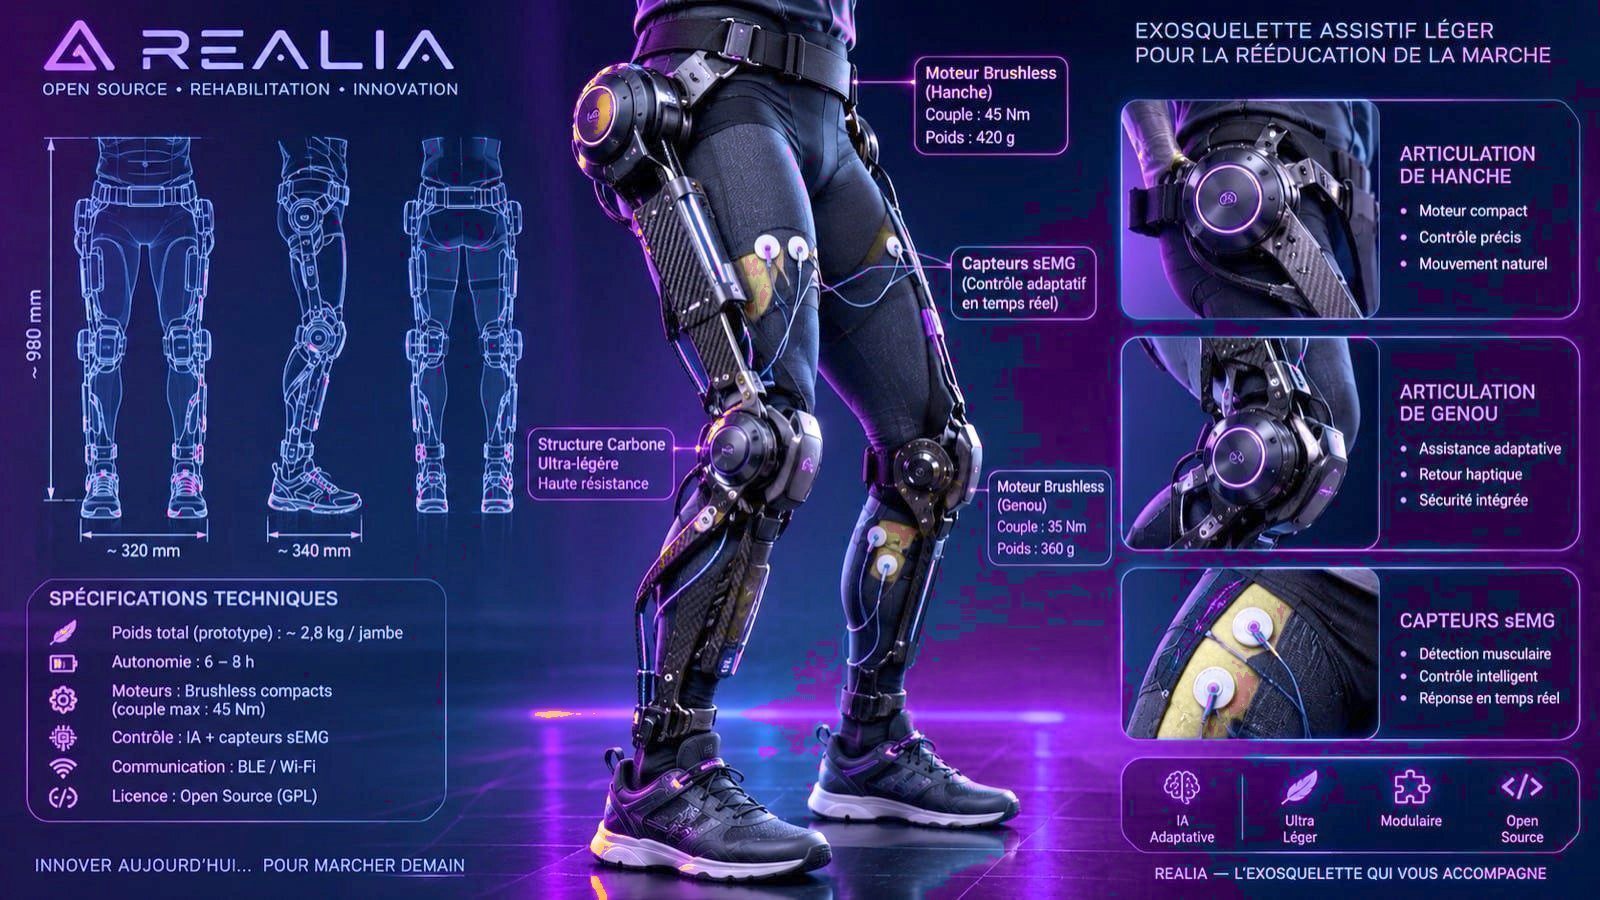 REALIA
OPEN SOURCE • REHABILITATION • INNOVATION
~ 980 mm
~ 320 mm
~ 340 mm
SPÉCIFICATIONS TECHNIQUES
Poids total (prototype) : ~ 2,8 kg / jambe
Autonomie : 6 – 8 h
Moteurs : Brushless compacts
(couple max : 45 Nm)
Contrôle : IA + capteurs sEMG
Communication : BLE / Wi-Fi
Licence : Open Source (GPL)
INNOVER AUJOURD'HUI... POUR MARCHER DEMAIN
Moteur Brushless
(Hanche)
Couple : 45 Nm
Poids : 420 g
Capteurs sEMG
(Contrôle adaptatif
en temps réel)
Structure Carbone
Ultra-légére
Haute résistance
Moteur Brushless
(Genou)
Couple : 35 Nm
Poids : 360 g
EXOSQUELETTE ASSISTIF LÉGER
POUR LA RÉÉDUCATION DE LA MARCHE
ARTICULATION
DE HANCHE
• Moteur compact
• Contrôle précis
• Mouvement naturel
ARTICULATION
DE GENOU
• Assistance adaptative
• Retour haptique
• Sécurité intégrée
CAPTEURS sEMG
• Détection musculaire
• Contrôle intelligent
• Réponse en temps réel
IA
Adaptative
Ultra
Léger
Modulaire
</>
Open
Source
REALIA — L'EXOSQUELETTE QUI VOUS ACCOMPAGNE